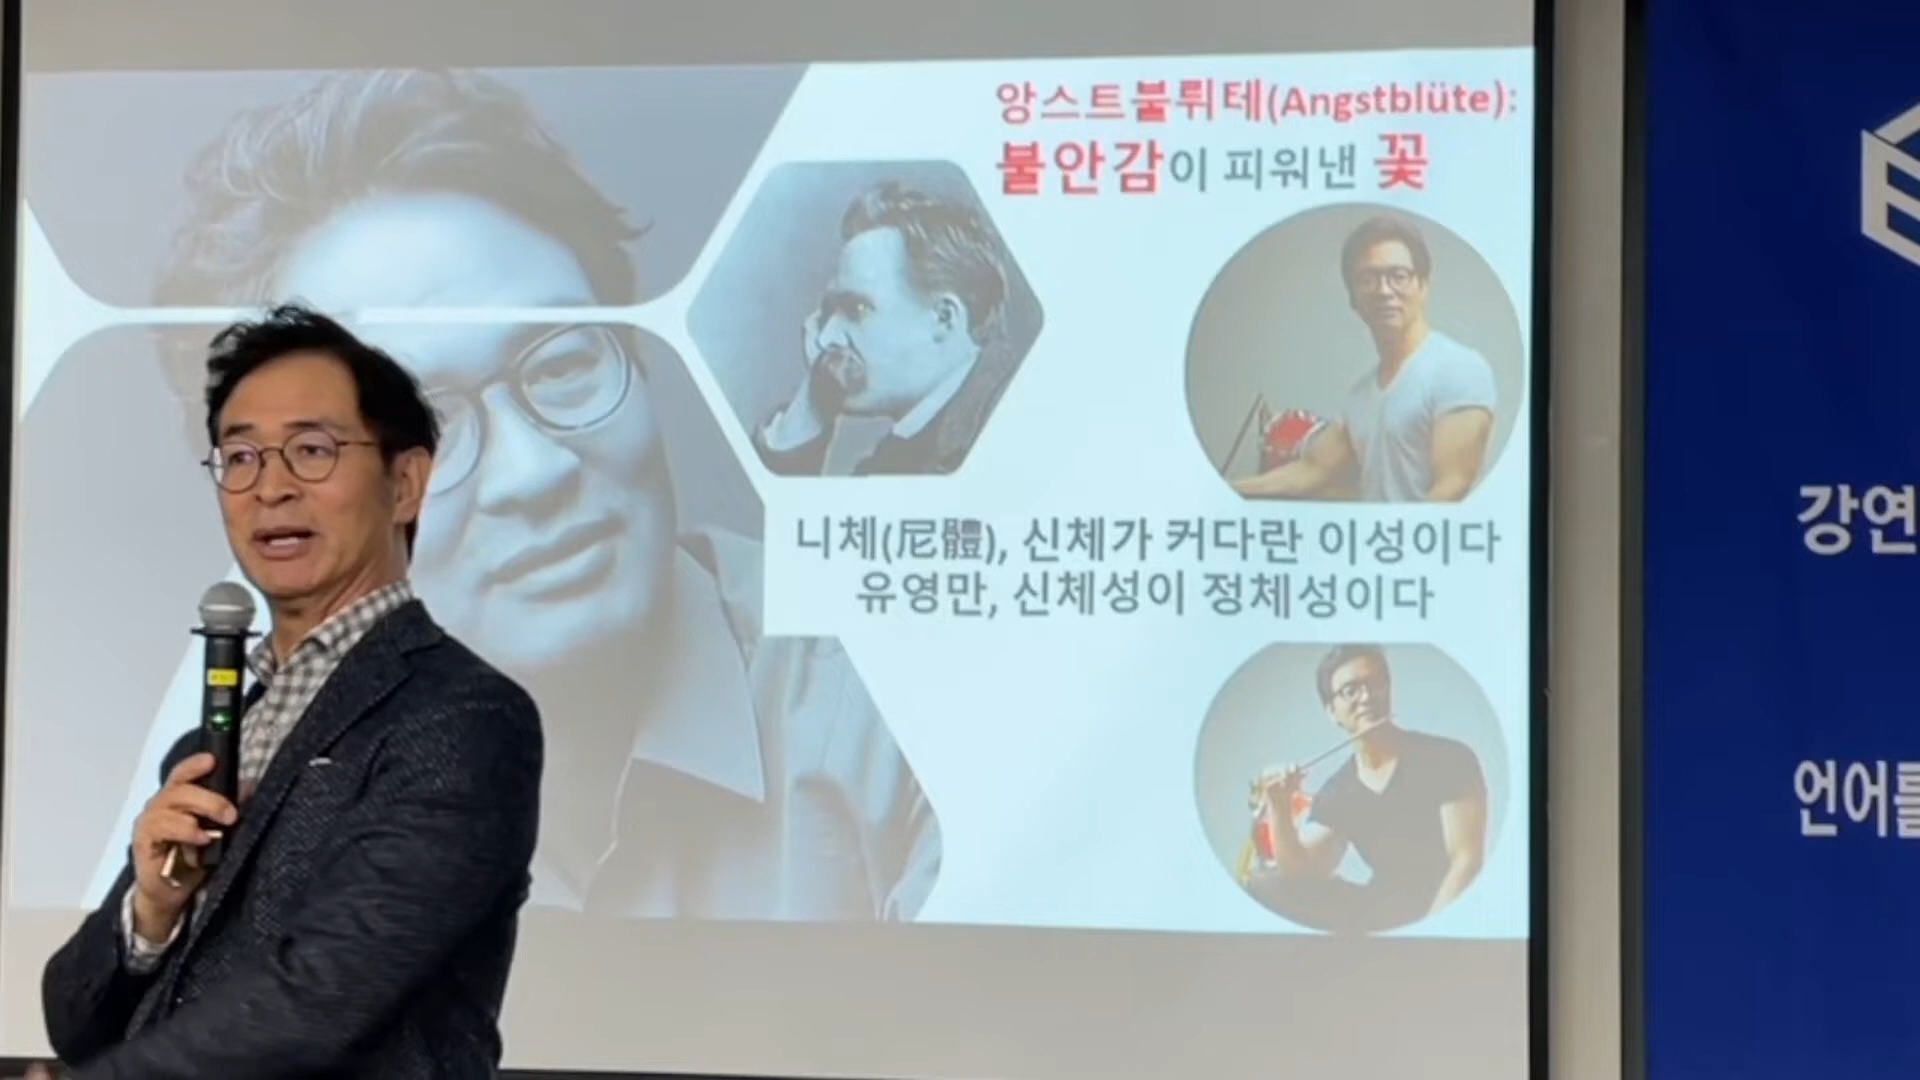 앙스트블뤼테(Angstblüte):
불안감이 피워낸 꽃
니체(尼體), 신체가 커다란 이성이다
유영만, 신체성이 정체성이다
강연
언어를